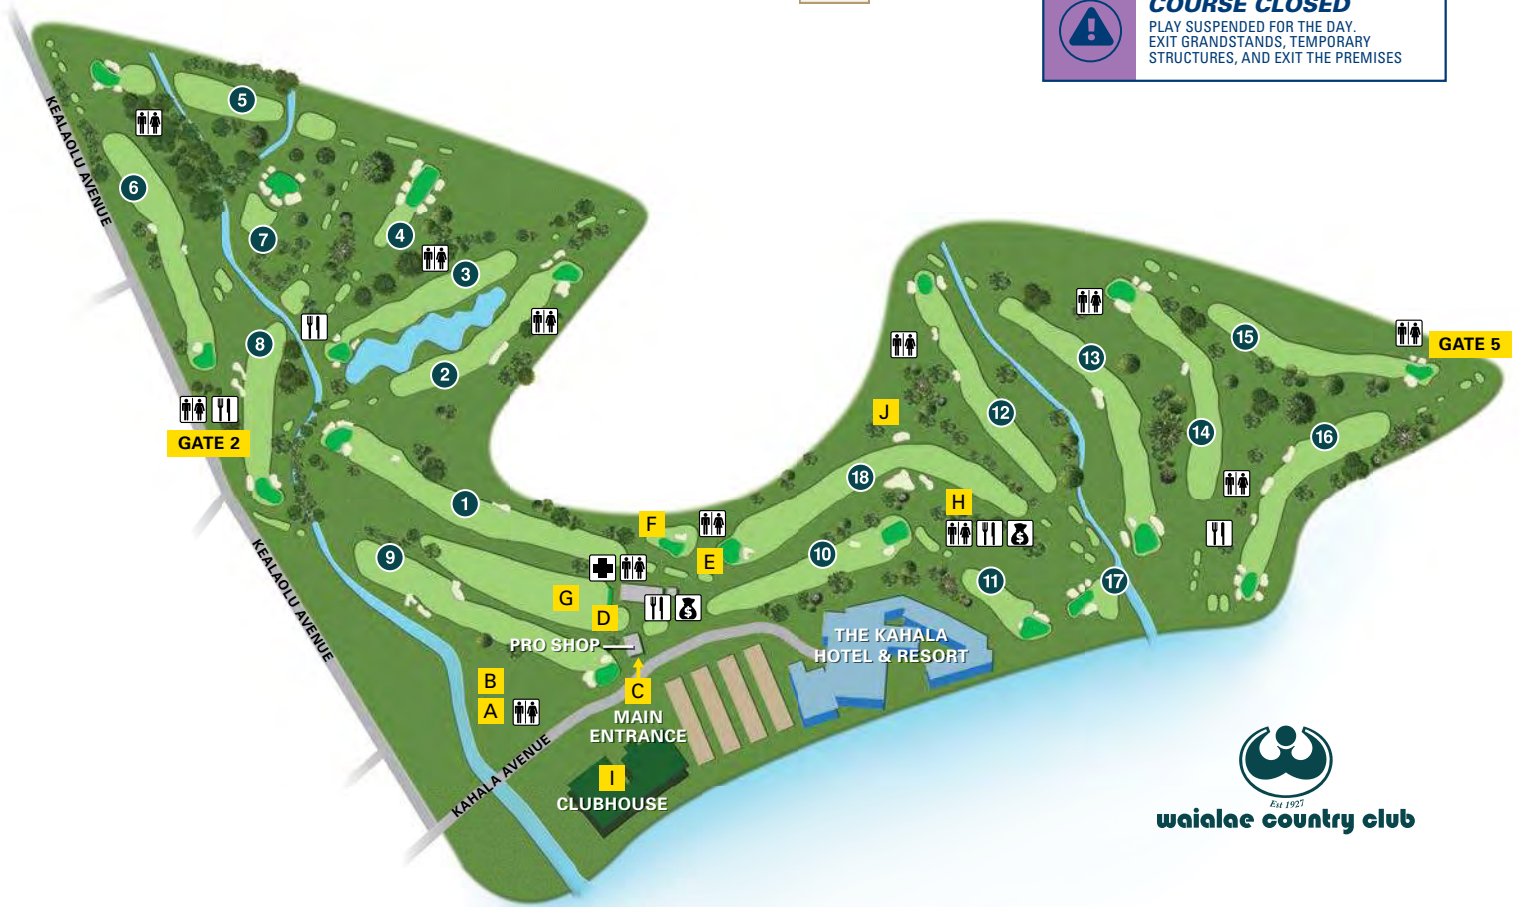 COURSE CLOSED
PLAY SUSPENDED FOR THE DAY.
EXIT GRANDSTANDS, TEMPORARY
STRUCTURES, AND EXIT THE PREMISES
KEALAOLU AVENUE
5
6
7
4
3
8
2
GATE 2
1
9
KEALAOLU AVENUE
15
GATE 5
13
J
12
14
16
18
H
F
E
10
11
17
G
D
PRO SHOP
THE KAHALA
HOTEL & RESORT
B
A
C
MAIN
ENTRANCE
KAHALA AVENUE
I
CLUBHOUSE
$
$
Est 1927
waialae country club